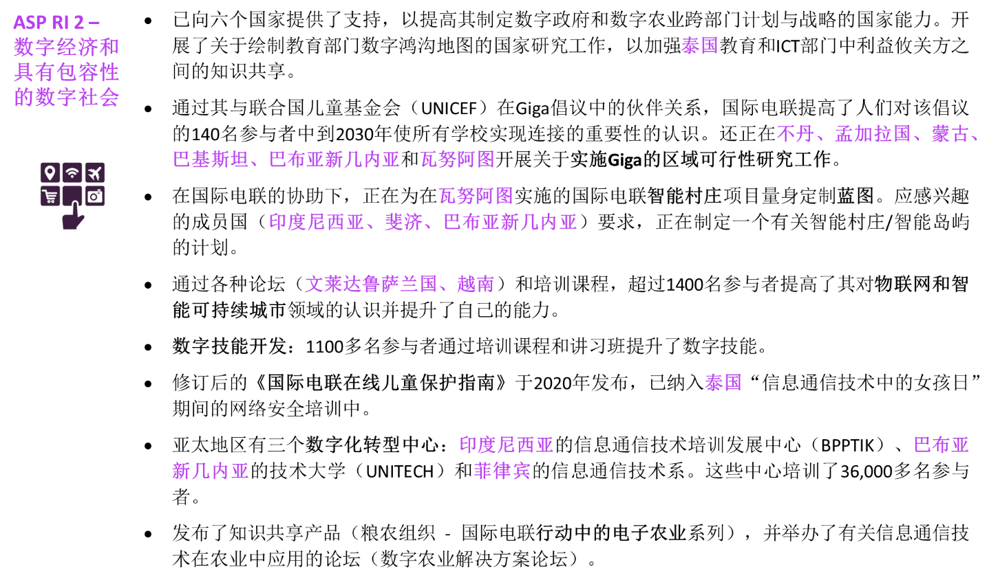 ASP RI 2 –
数字经济和
具有包容性
的数字社会
• 已向六个国家提供了支持，以提高其制定数字政府和数字农业跨部门计划与战略的国家能力。开
展了关于绘制教育部门数字鸿沟地图的国家研究工作，以加强泰国教育和ICT部门中利益攸关方之
间的知识共享。
• 通过其与联合国儿童基金会（UNICEF）在Giga倡议中的伙伴关系，国际电联提高了人们对该倡议
的140名参与者中到2030年使所有学校实现连接的重要性的认识。还正在不丹、孟加拉国、蒙古、
巴基斯坦、巴布亚新几内亚和瓦努阿图开展关于实施Giga的区域可行性研究工作。
• 在国际电联的协助下，正在为在瓦努阿图实施的国际电联智能村庄项目量身定制蓝图。应感兴趣
的成员国（印度尼西亚、斐济、巴布亚新几内亚）要求，正在制定一个有关智能村庄/智能岛屿
的计划。
• 通过各种论坛（文莱达鲁萨兰国、越南）和培训课程，超过1400名参与者提高了其对物联网和智
能可持续城市领域的认识并提升了自己的能力。
• 数字技能开发：1100多名参与者通过培训课程和讲习班提升了数字技能。
• 修订后的《国际电联在线儿童保护指南》于2020年发布，已纳入泰国“信息通信技术中的女孩日”
期间的网络安全培训中。
• 亚太地区有三个数字化转型中心：印度尼西亚的信息通信技术培训发展中心（BPPTIK）、巴布亚
新几内亚的技术大学（UNITECH）和菲律宾的信息通信技术系。这些中心培训了36,000多名参与
者。
• 发布了知识共享产品（粮农组织 - 国际电联行动中的电子农业系列），并举办了有关信息通信技
术在农业中应用的论坛（数字农业解决方案论坛）。